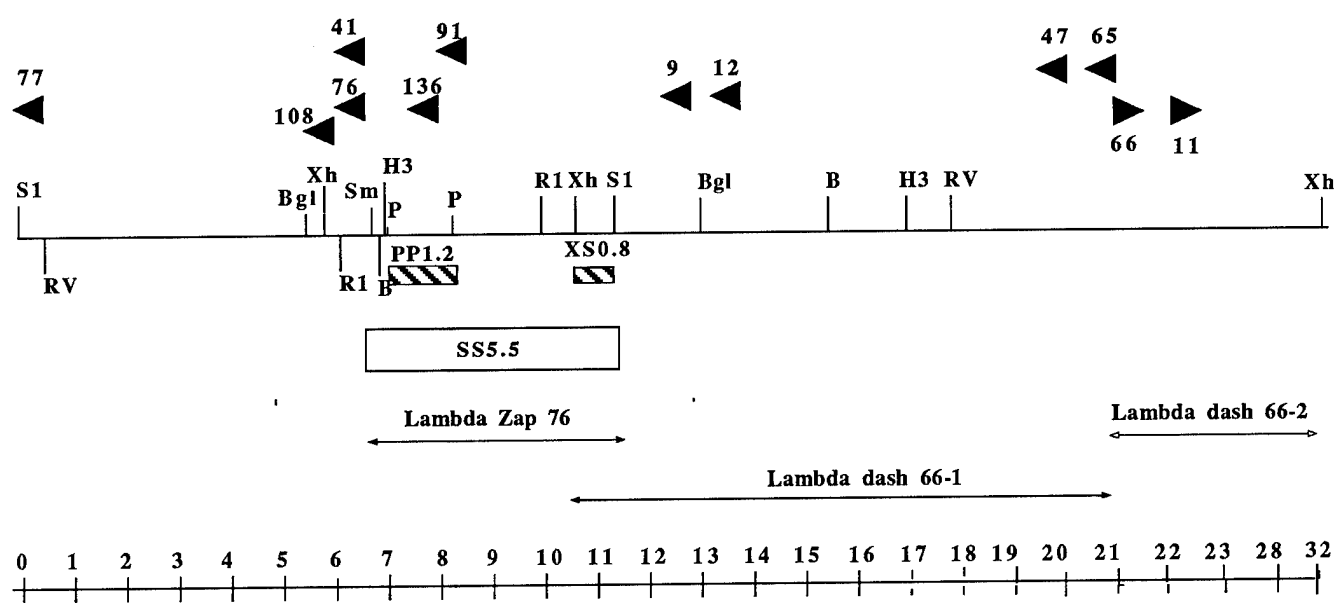 41 91 47 65
77 76 136 9 12
108
66 11
S1 Bgl Xh Sm H3 P P R1 Xh S1 Bgl B H3 RV Xh
RV R1 B PP1.2 XS0.8
SS5.5
Lambda Zap 76 Lambda dash 66-2
Lambda dash 66-1
0 1 2 3 4 5 6 7 8 9 10 11 12 13 14 15 16 17 18 19 20 21 22 23 28 32